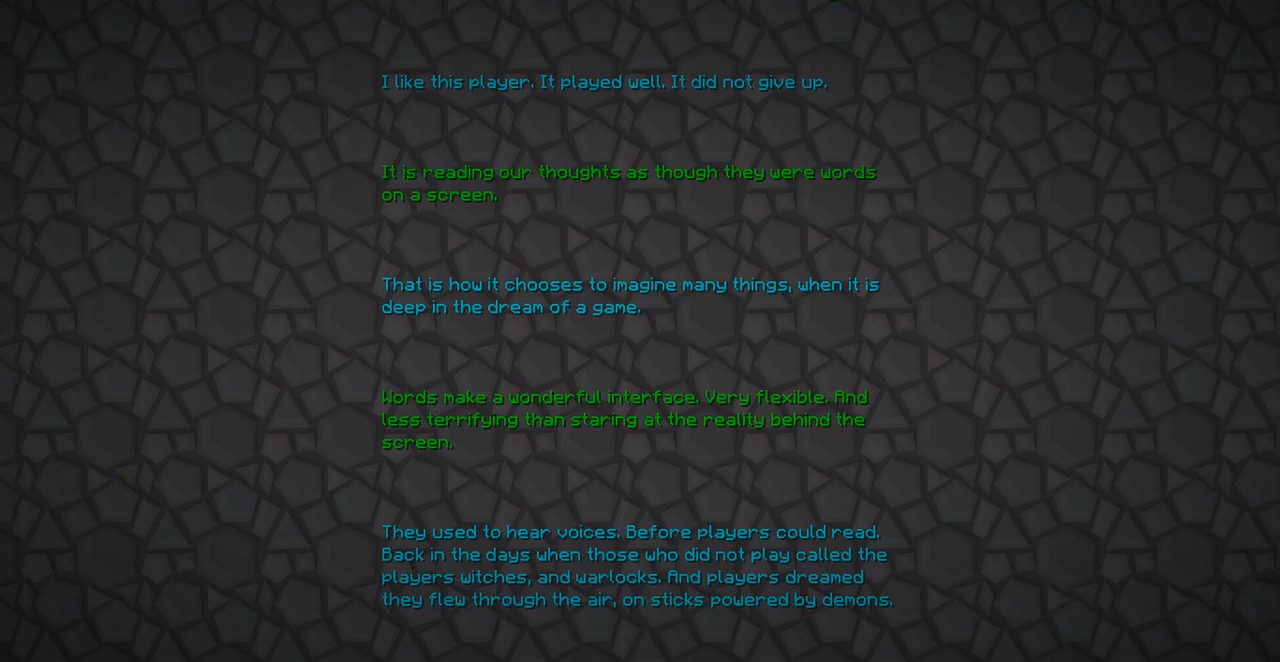 I like this player. It played well. It did not give up.
It is reading our thoughts as though they were words
on a screen.
That is how it chooses to imagine many things, when it is
deep in the dream of a game.
Words make a wonderful interface. Very flexible. And
less terrifying than staring at the reality behind the
screen.
They used to hear voices. Before players could read.
Back in the days when those who did not play called the
players witches, and warlocks. And players dreamed
they flew through the air, on sticks powered by demons.